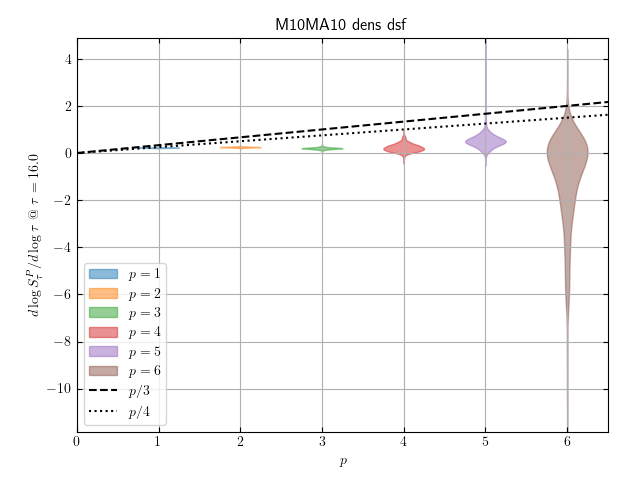 M10MA10 dens dsf
d log S_τ^P / d log τ @ τ = 16.0
4
2
0
−2
−4
−6
−8
−10
p = 1
p = 2
p = 3
p = 4
p = 5
p = 6
p/3
p/4
0 1 2 3 4 5 6
p